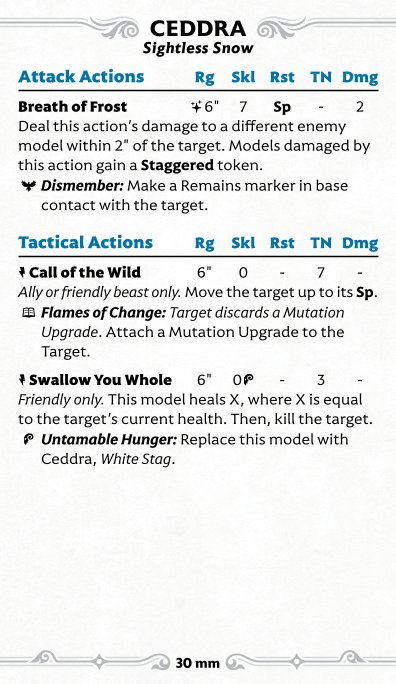 CEDDRA
Sightless Snow
Attack Actions Rg Skl Rst TN Dmg
Breath of Frost 6" 7 Sp - 2
Deal this action's damage to a different enemy
model within 2" of the target. Models damaged by
this action gain a Staggered token.
Dismember: Make a Remains marker in base
contact with the target.
Tactical Actions Rg Skl Rst TN Dmg
Call of the Wild 6" 0 - 7 -
Ally or friendly beast only. Move the target up to its Sp.
Flames of Change: Target discards a Mutation
Upgrade. Attach a Mutation Upgrade to the
Target.
Swallow You Whole 6" 0 - 3 -
Friendly only. This model heals X, where X is equal
to the target's current health. Then, kill the target.
Untamable Hunger: Replace this model with
Ceddra, White Stag.
30 mm